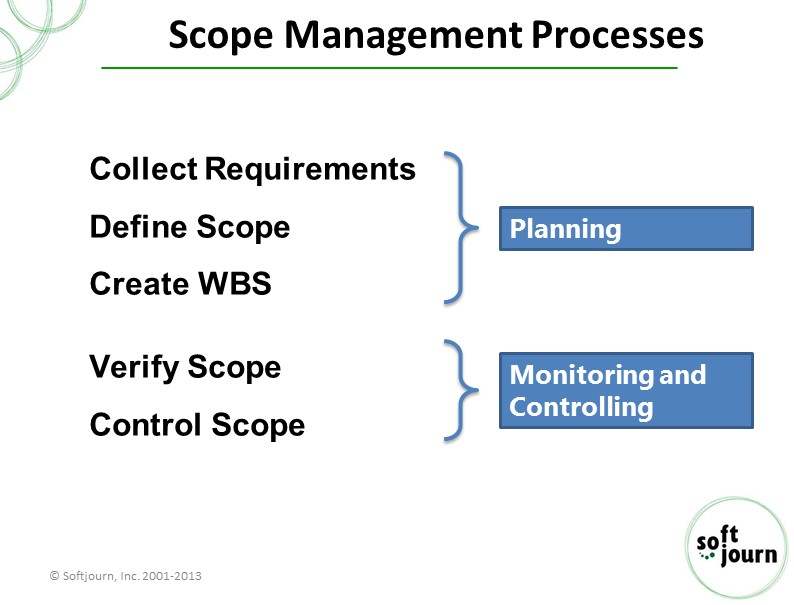 Scope Management Processes
Collect Requirements
Define Scope
Create WBS
Planning
Verify Scope
Control Scope
Monitoring and
Controlling
soft
journ
© Softjourn, Inc. 2001-2013